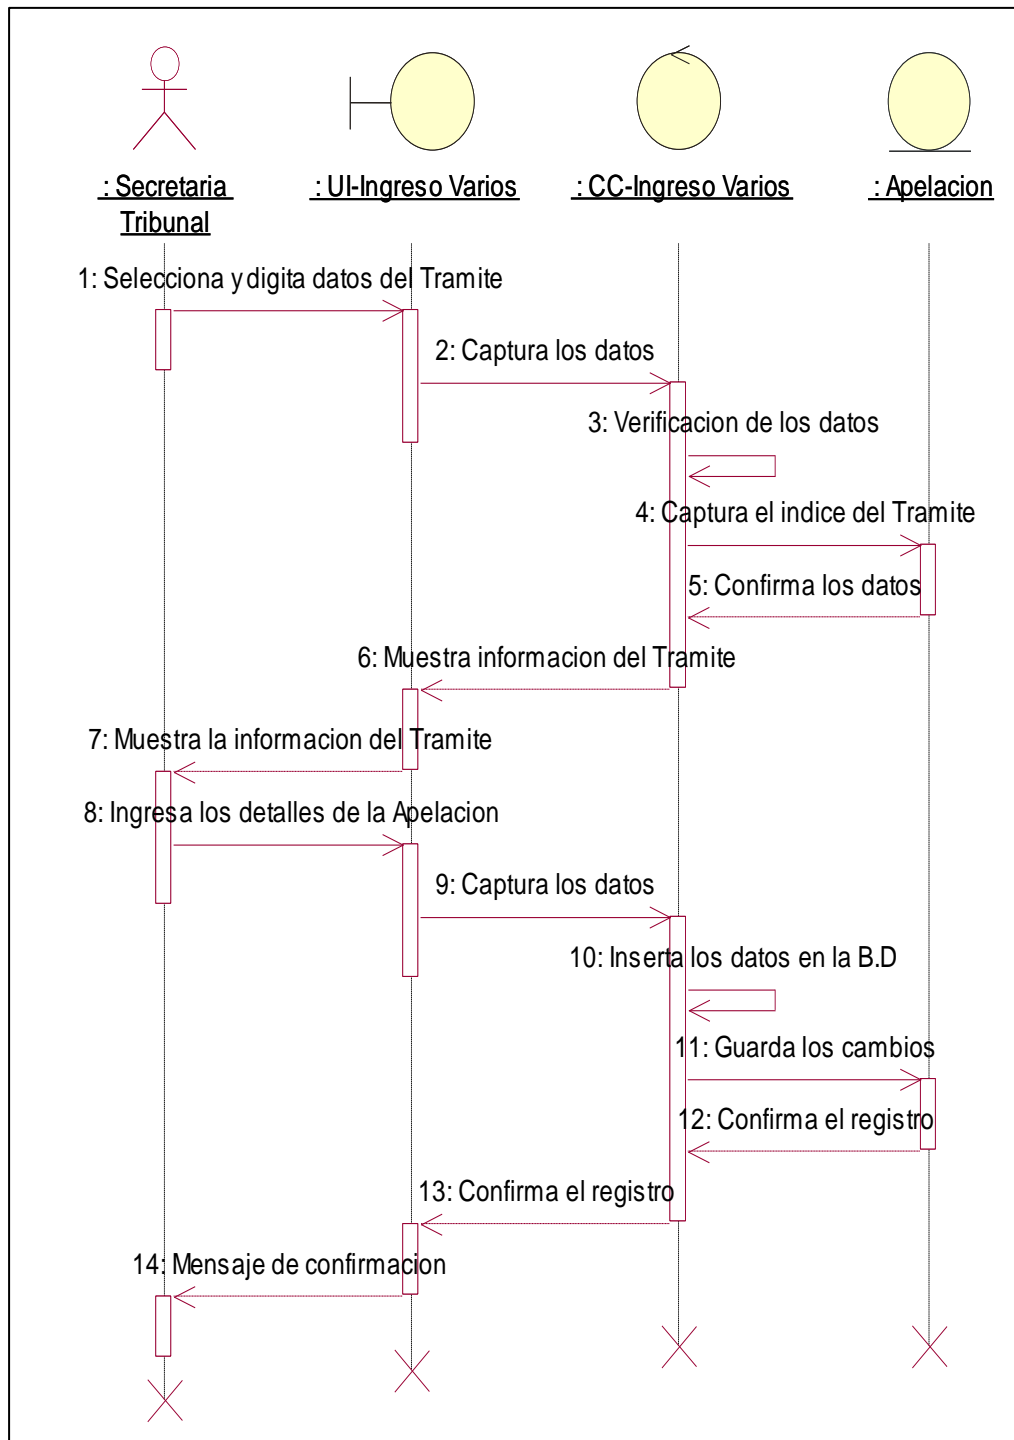 : Secretaria
Tribunal
: UI-Ingreso Varios
: CC-Ingreso Varios
: Apelacion
1: Selecciona y digita datos del Tramite
2: Captura los datos
3: Verificacion de los datos
4: Captura el indice del Tramite
5: Confirma los datos
6: Muestra informacion del Tramite
7: Muestra la informacion del Tramite
8: Ingresa los detalles de la Apelacion
9: Captura los datos
10: Inserta los datos en la B.D
11: Guarda los cambios
12: Confirma el registro
13: Confirma el registro
14: Mensaje de confirmacion